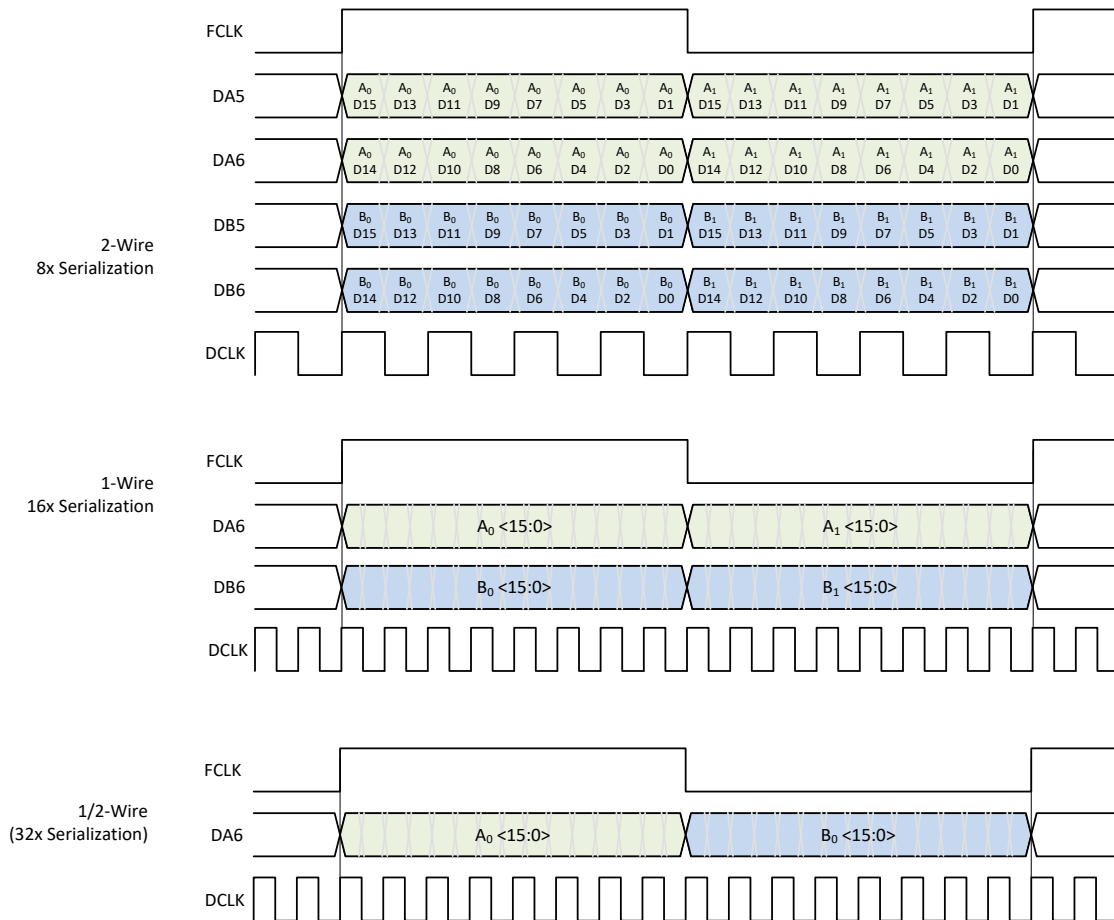 FCLK
DA5
A0 A0 A0 A0 A0 A0 A0 A0 A1 A1 A1 A1 A1 A1 A1 A1
D15 D13 D11 D9 D7 D5 D3 D1 D15 D13 D11 D9 D7 D5 D3 D1
DA6
A0 A0 A0 A0 A0 A0 A0 A0 A1 A1 A1 A1 A1 A1 A1 A1
D14 D12 D10 D8 D6 D4 D2 D0 D14 D12 D10 D8 D6 D4 D2 D0
2-Wire
8x Serialization
DB5
B0 B0 B0 B0 B0 B0 B0 B0 B1 B1 B1 B1 B1 B1 B1 B1
D15 D13 D11 D9 D7 D5 D3 D1 D15 D13 D11 D9 D7 D5 D3 D1
DB6
B0 B0 B0 B0 B0 B0 B0 B0 B1 B1 B1 B1 B1 B1 B1 B1
D14 D12 D10 D8 D6 D4 D2 D0 D14 D12 D10 D8 D6 D4 D2 D0
DCLK
FCLK
1-Wire
16x Serialization
DA6 A0 <15:0> A1 <15:0>
DB6 B0 <15:0> B1 <15:0>
DCLK
FCLK
1/2-Wire
(32x Serialization)
DA6 A0 <15:0> B0 <15:0>
DCLK